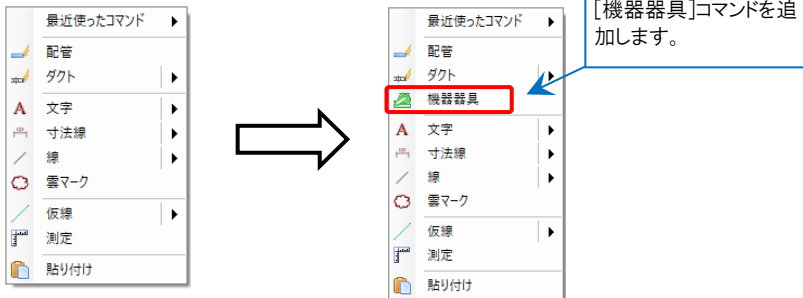 最近使ったコマンド
配管
ダクト
文字
寸法線
線
雲マーク
仮線
測定
貼り付け
最近使ったコマンド
配管
ダクト
機器器具
文字
寸法線
線
雲マーク
仮線
測定
貼り付け
[機器器具]コマンドを追
加します。